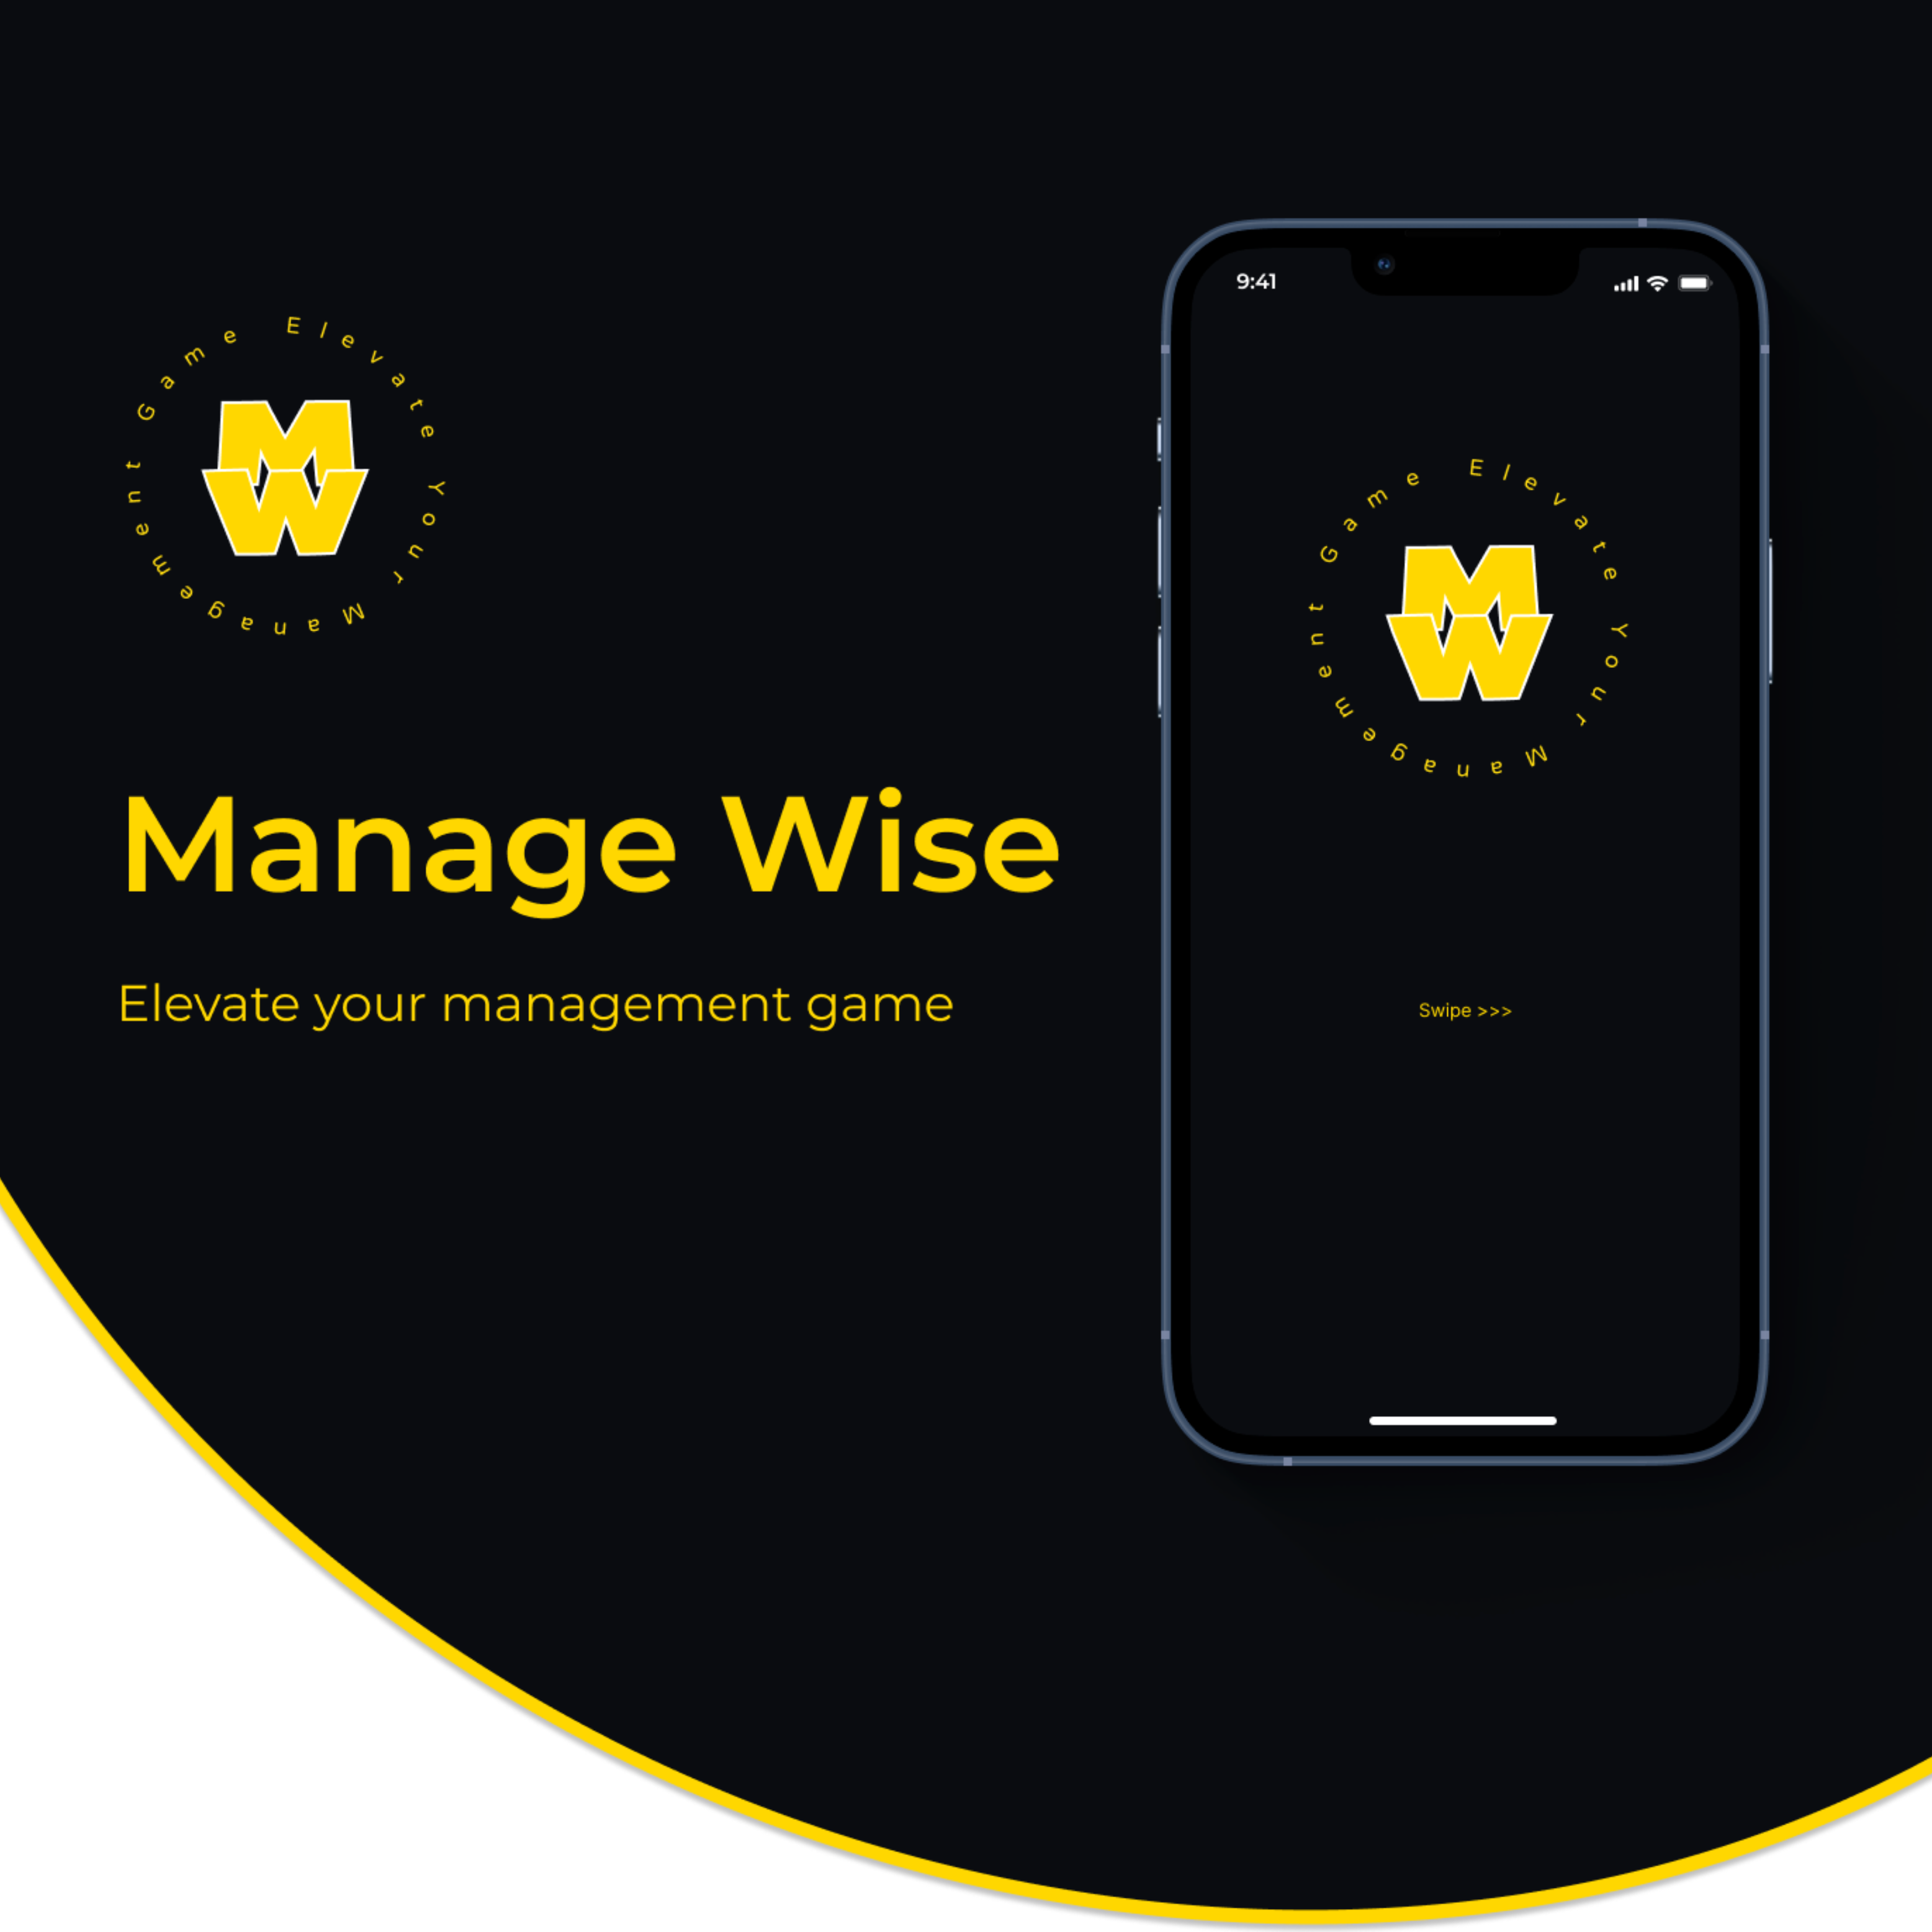 Elevate Your Management Game
MW
Manage Wise
Elevate your management game
9:41
Elevate Your Management Game
MW
Swipe >>>